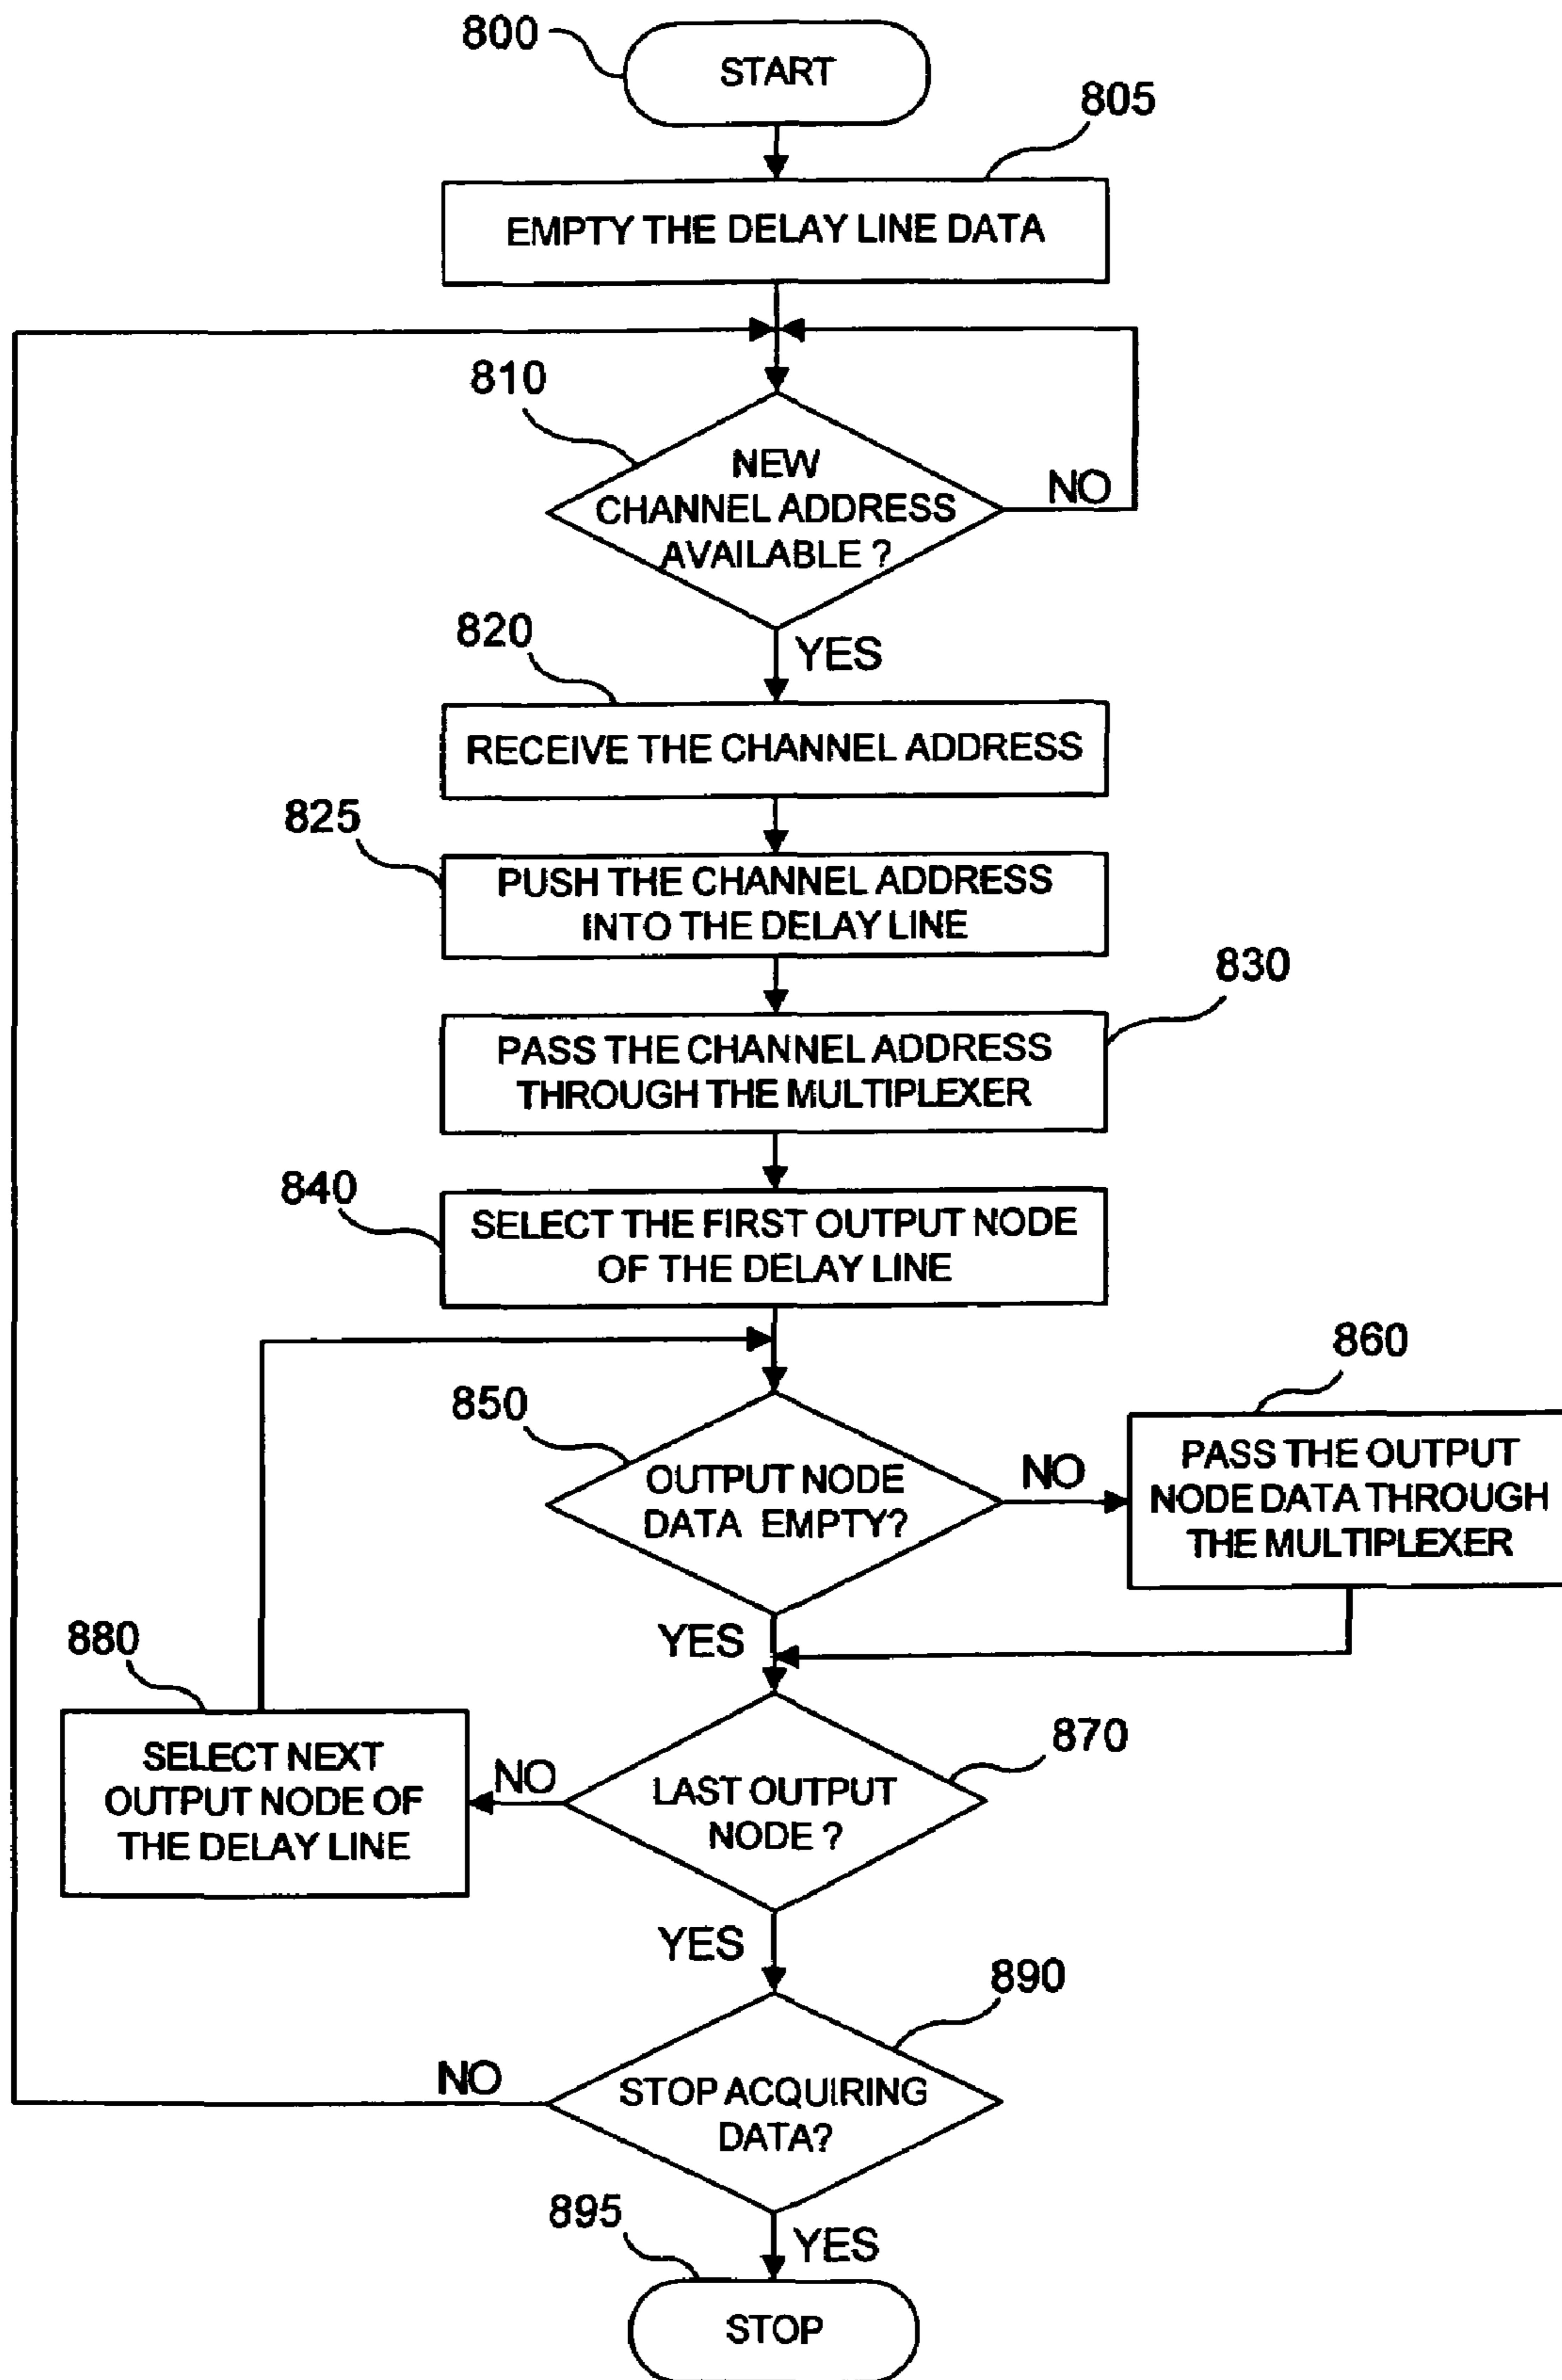 800
START
805
EMPTY THE DELAY LINE DATA
810
NEW
CHANNEL ADDRESS
AVAILABLE ?
NO
820
YES
RECEIVE THE CHANNEL ADDRESS
825
PUSH THE CHANNEL ADDRESS
INTO THE DELAY LINE
830
PASS THE CHANNEL ADDRESS
THROUGH THE MULTIPLEXER
840
SELECT THE FIRST OUTPUT NODE
OF THE DELAY LINE
850
OUTPUT NODE
DATA EMPTY?
NO
860
PASS THE OUTPUT
NODE DATA THROUGH
THE MULTIPLEXER
YES
880
SELECT NEXT
OUTPUT NODE OF
THE DELAY LINE
NO
870
LAST OUTPUT
NODE ?
YES
890
NO
STOP ACQUIRING
DATA?
895
YES
STOP